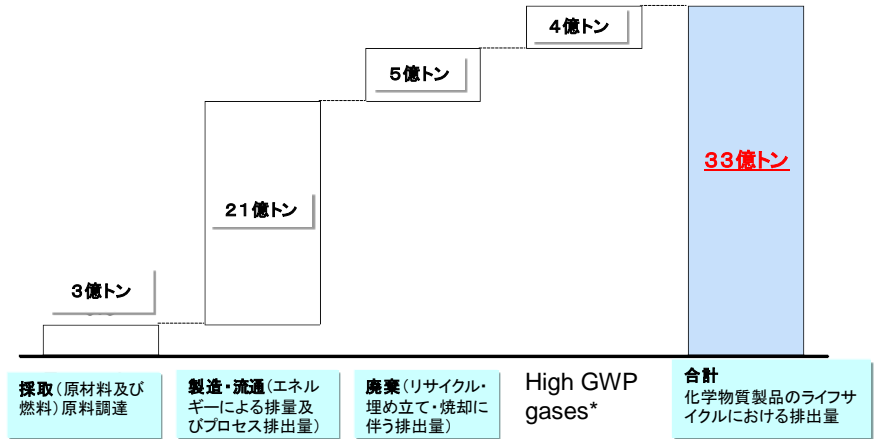 4億トン
5億トン
33億トン
21億トン
3億トン
採取(原材料及び
燃料)原料調達
製造・流通(エネル
ギーによる排量及
びプロセス排出量)
廃棄(リサイクル・
埋め立て・焼却に
伴う排出量)
High GWP
gases*
合計
化学物質製品のライフサ
イクルにおける排出量